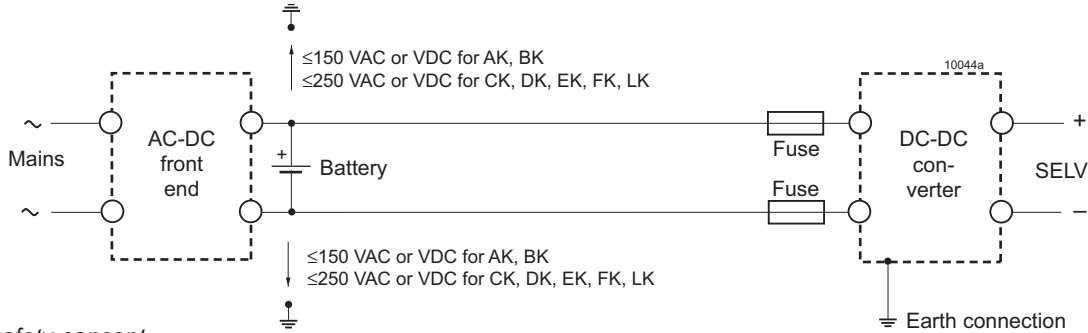 ≤150 VAC or VDC for AK, BK
≤250 VAC or VDC for CK, DK, EK, FK, LK
10044a
~
Mains
~
AC-DC
front
end
+
Battery
Fuse
Fuse
DC-DC
con-
verter
+
SELV
–
≤150 VAC or VDC for AK, BK
≤250 VAC or VDC for CK, DK, EK, FK, LK
Earth connection
concept